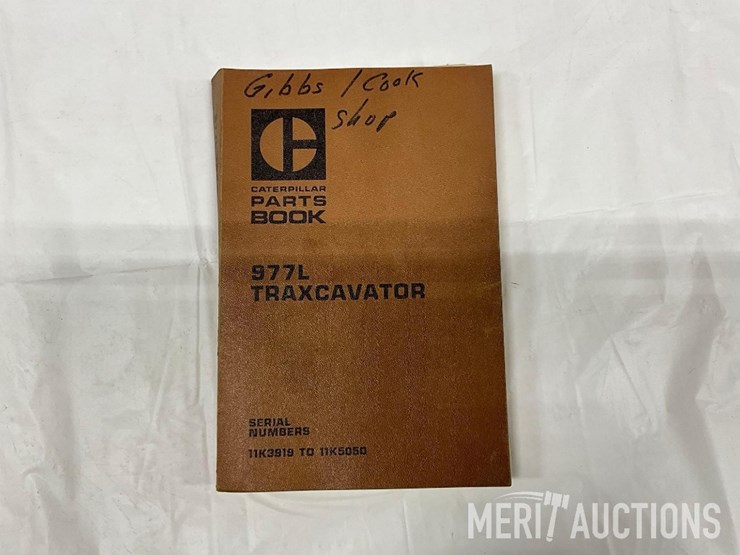 Gibbs / Cook
Shop
CATERPILLAR
PARTS
BOOK
977L
TRAXCAVATOR
SERIAL
NUMBERS
11K3919 TO 11K5050
MERIT AUCTIONS